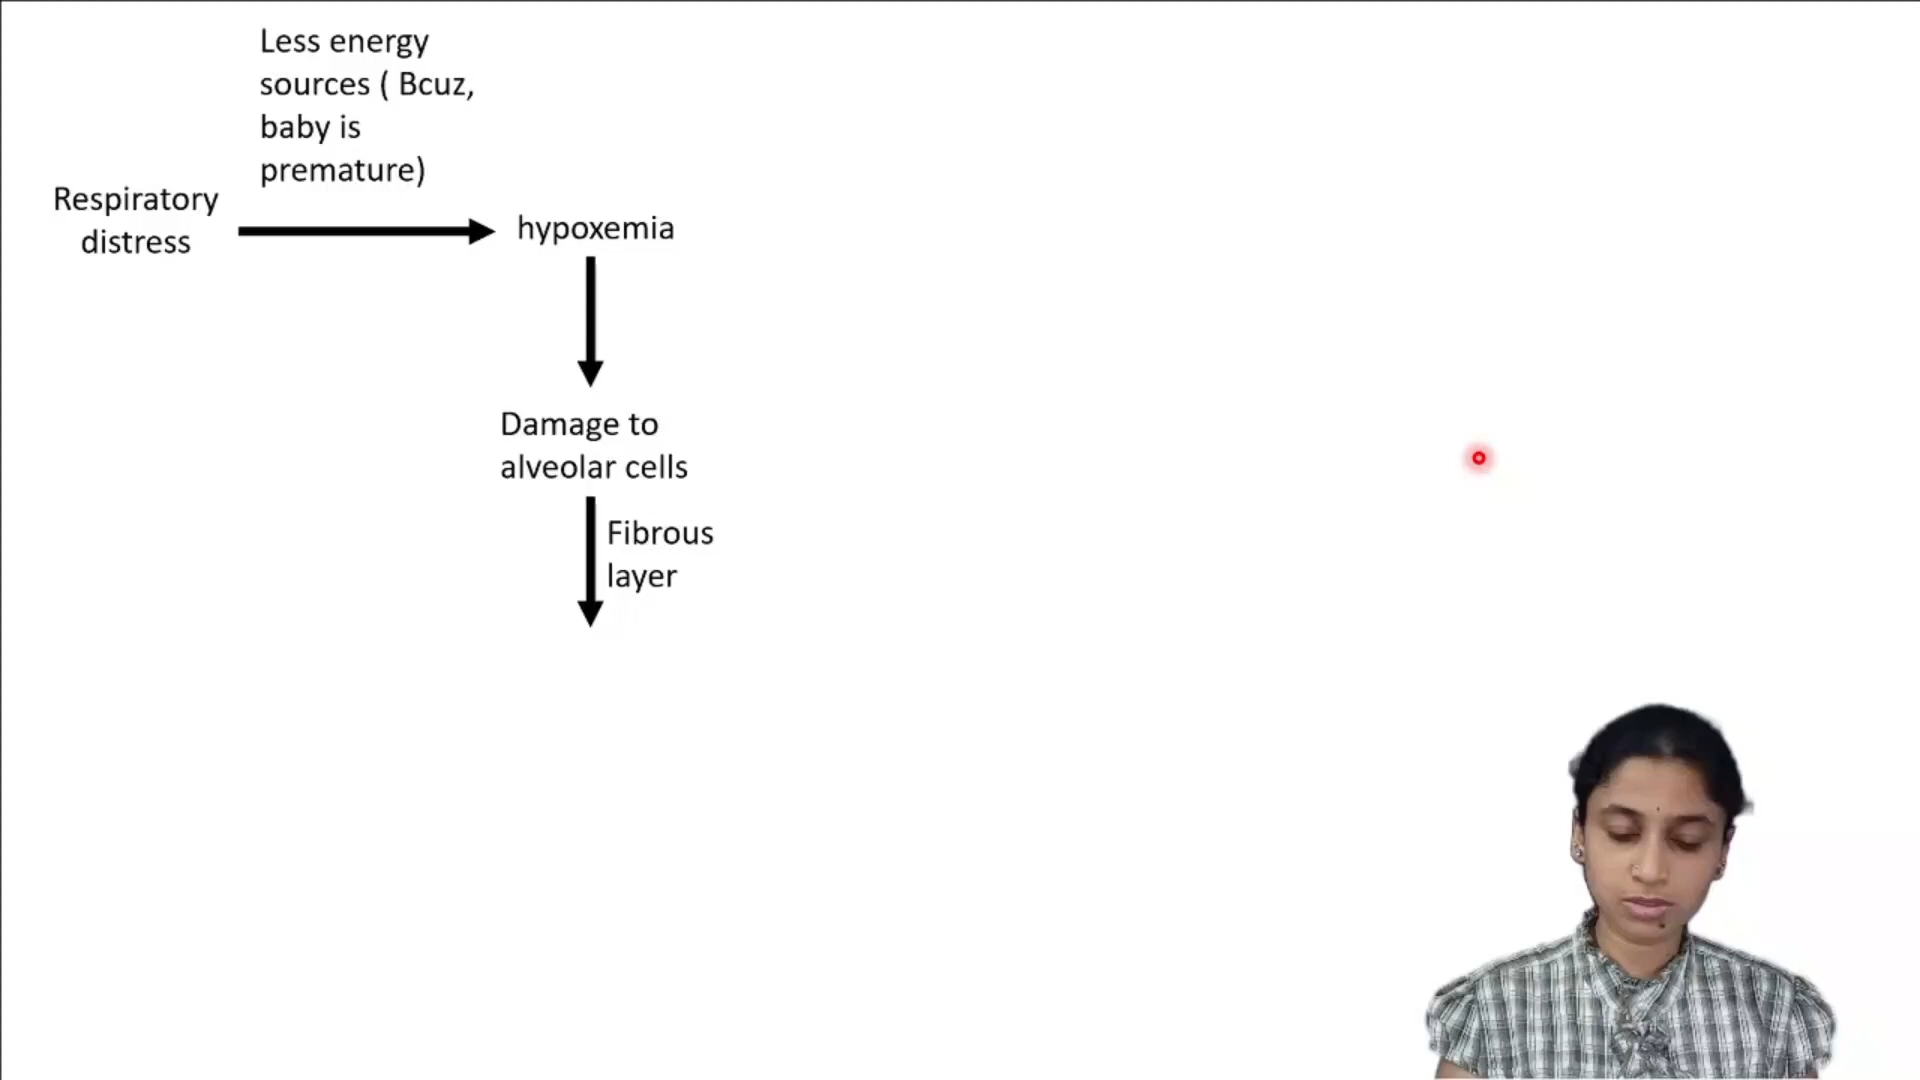 Less energy
sources ( Bcuz,
baby is
premature)
Respiratory
distress
hypoxemia
Damage to
alveolar cells
Fibrous
layer